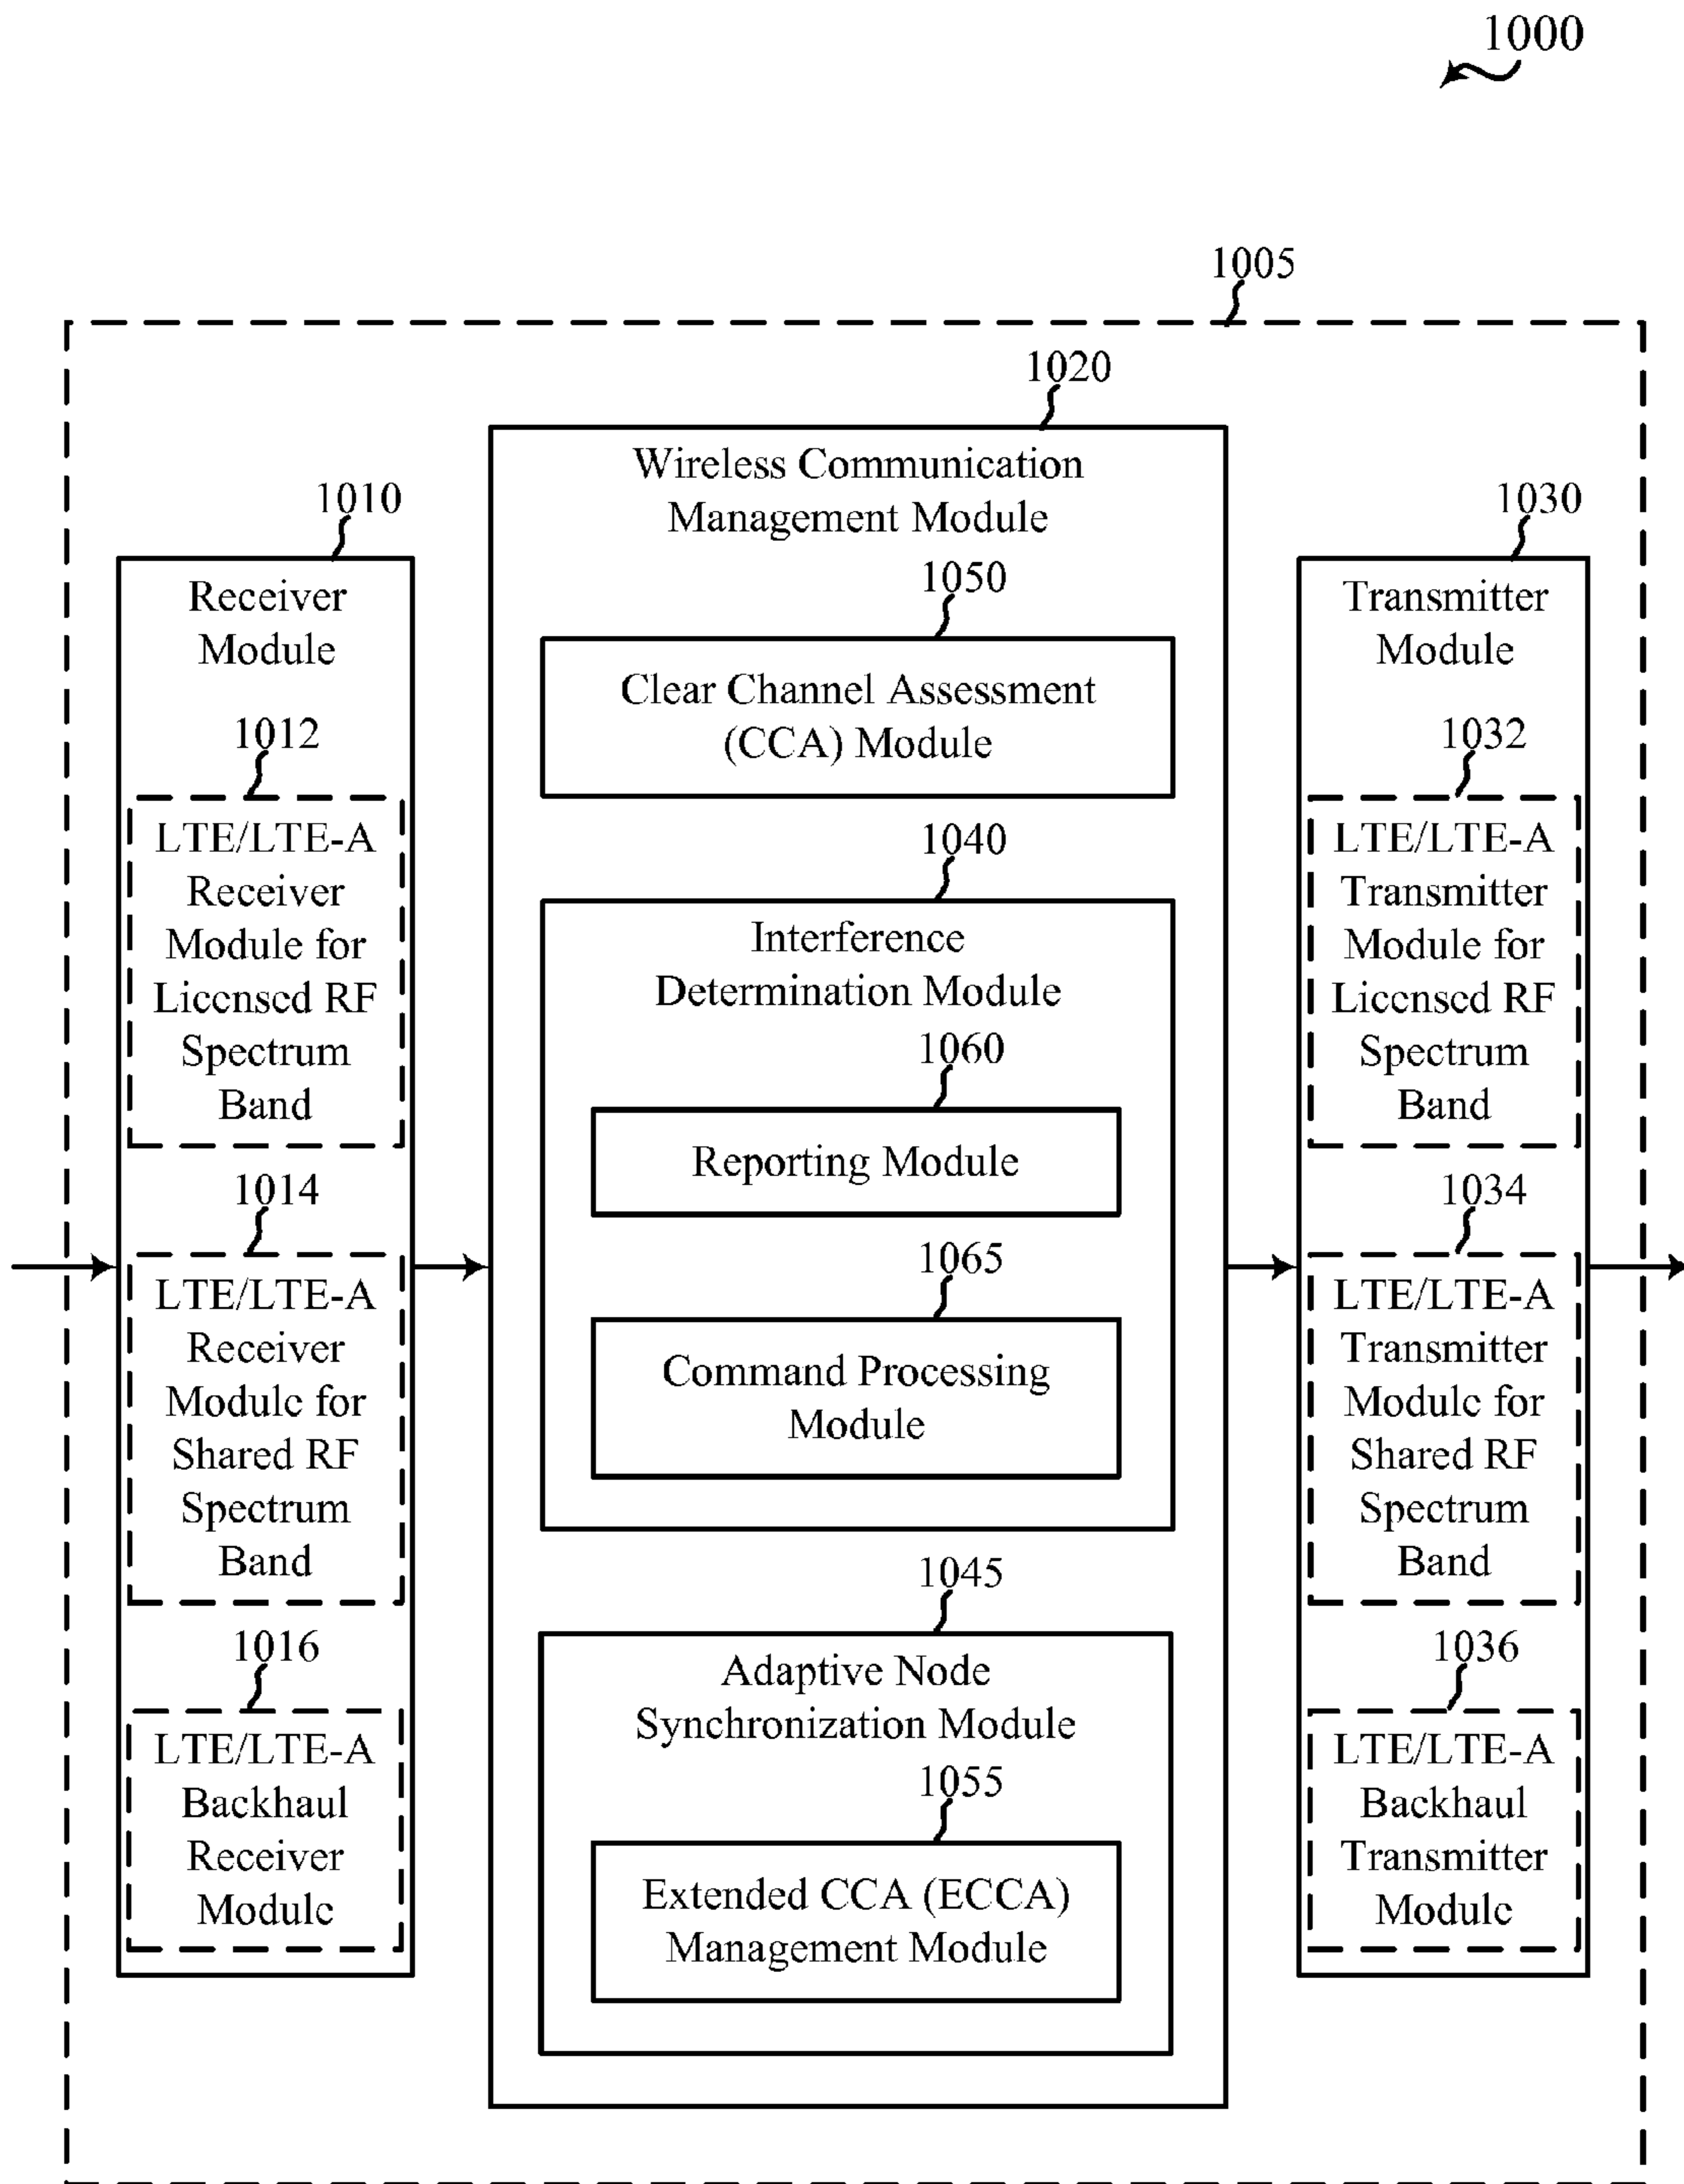 1000
1005
1020
Wireless Communication
Management Module
1010
Receiver
Module
1012
LTE/LTE-A
Receiver
Module for
Licensed RF
Spectrum
Band
1014
LTE/LTE-A
Receiver
Module for
Shared RF
Spectrum
Band
1016
LTE/LTE-A
Backhaul
Receiver
Module
1050
Clear Channel Assessment
(CCA) Module
1040
Interference
Determination Module
1060
Reporting Module
1065
Command Processing
Module
1045
Adaptive Node
Synchronization Module
1055
Extended CCA (ECCA)
Management Module
1030
Transmitter
Module
1032
LTE/LTE-A
Transmitter
Module for
Licensed RF
Spectrum
Band
1034
LTE/LTE-A
Transmitter
Module for
Shared RF
Spectrum
Band
1036
LTE/LTE-A
Backhaul
Transmitter
Module